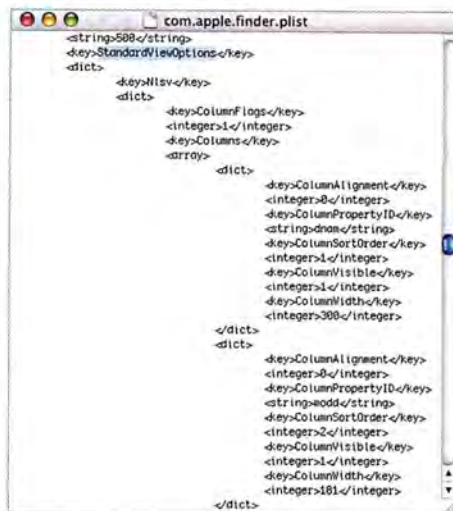 com.apple.finder.plist
<string>500</string>
<key>StandardViewOptions</key>
<dict>
<key>Nlsv</key>
<dict>
<key>ColumnFlags</key>
<integer>1</integer>
<key>Columns</key>
<array>
<dict>
<key>ColumnAlignment</key>
<integer>0</integer>
<key>ColumnPropertyID</key>
<string>dnam</string>
<key>ColumnSortOrder</key>
<integer>1</integer>
<key>ColumnVisible</key>
<integer>1</integer>
<key>ColumnWidth</key>
<integer>300</integer>
</dict>
<dict>
<key>ColumnAlignment</key>
<integer>0</integer>
<key>ColumnPropertyID</key>
<string>modd</string>
<key>ColumnSortOrder</key>
<integer>2</integer>
<key>ColumnVisible</key>
<integer>1</integer>
<key>ColumnWidth</key>
<integer>181</integer>
</dict>